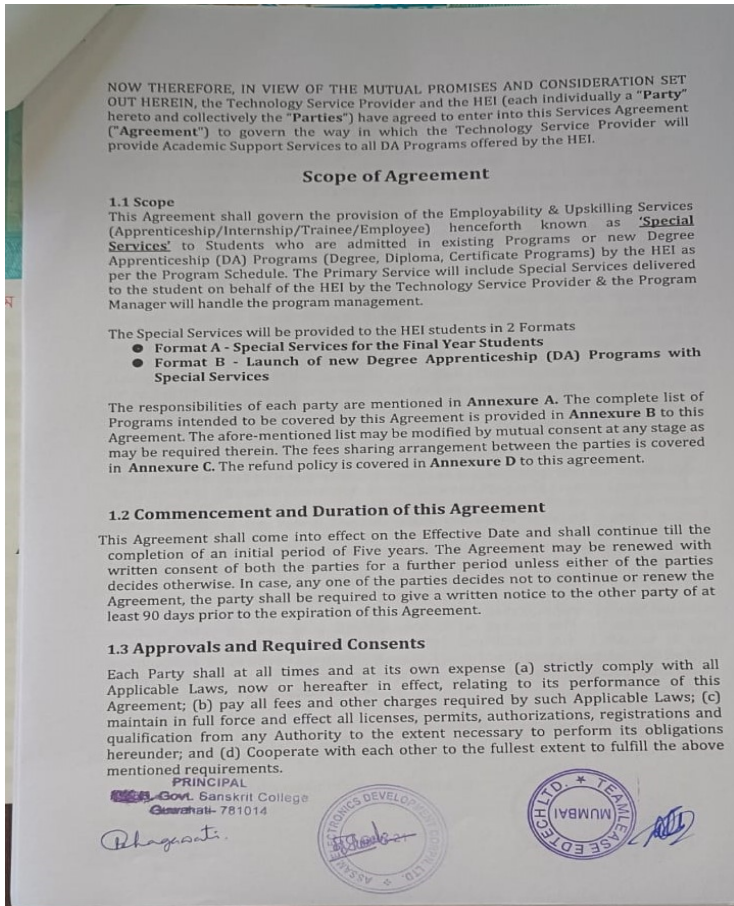 NOW THEREFORE, IN VIEW OF THE MUTUAL PROMISES AND CONSIDERATION SET
OUT HEREIN, the Technology Service Provider and the HEI (each individually a "Party"
hereto and collectively the "Parties") have agreed to enter into this Services Agreement
("Agreement") to govern the way in which the Technology Service Provider will
provide Academic Support Services to all DA Programs offered by the HEI.
Scope of Agreement
1.1 Scope
This Agreement shall govern the provision of the Employability & Upskilling Services
(Apprenticeship/Internship/Trainee/Employee) henceforth known as 'Special
Services' to Students who are admitted in existing Programs or new Degree
Apprenticeship (DA) Programs (Degree, Diploma, Certificate Programs) by the HEI as
per the Program Schedule. The Primary Service will include Special Services delivered
to the student on behalf of the HEI by the Technology Service Provider & the Program
Manager will handle the program management.
The Special Services will be provided to the HEI students in 2 Formats
● Format A - Special Services for the Final Year Students
● Format B - Launch of new Degree Apprenticeship (DA) Programs with
Special Services
The responsibilities of each party are mentioned in Annexure A. The complete list of
Programs intended to be covered by this Agreement is provided in Annexure B to this
Agreement. The afore-mentioned list may be modified by mutual consent at any stage as
may be required therein. The fees sharing arrangement between the parties is covered
in Annexure C. The refund policy is covered in Annexure D to this agreement.
1.2 Commencement and Duration of this Agreement
This Agreement shall come into effect on the Effective Date and shall continue till the
completion of an initial period of Five years. The Agreement may be renewed with
written consent of both the parties for a further period unless either of the parties
decides otherwise. In case, any one of the parties decides not to continue or renew the
Agreement, the party shall be required to give a written notice to the other party of at
least 90 days prior to the expiration of this Agreement.
1.3 Approvals and Required Consents
Each Party shall at all times and at its own expense (a) strictly comply with all
Applicable Laws, now or hereafter in effect, relating to its performance of this
Agreement; (b) pay all fees and other charges required by such Applicable Laws; (c)
maintain in full force and effect all licenses, permits, authorizations, registrations and
qualification from any Authority to the extent necessary to perform its obligations
hereunder; and (d) Cooperate with each other to the fullest extent to fulfill the above
mentioned requirements.
PRINCIPAL
Govt. Sanskrit College
Guwahati- 781014
Bhagawati.
ASSAM ELECTRONICS DEVELOPMENT CORPN LTD.
TEAMLEASE EDTECH LTD.
MUMBAI